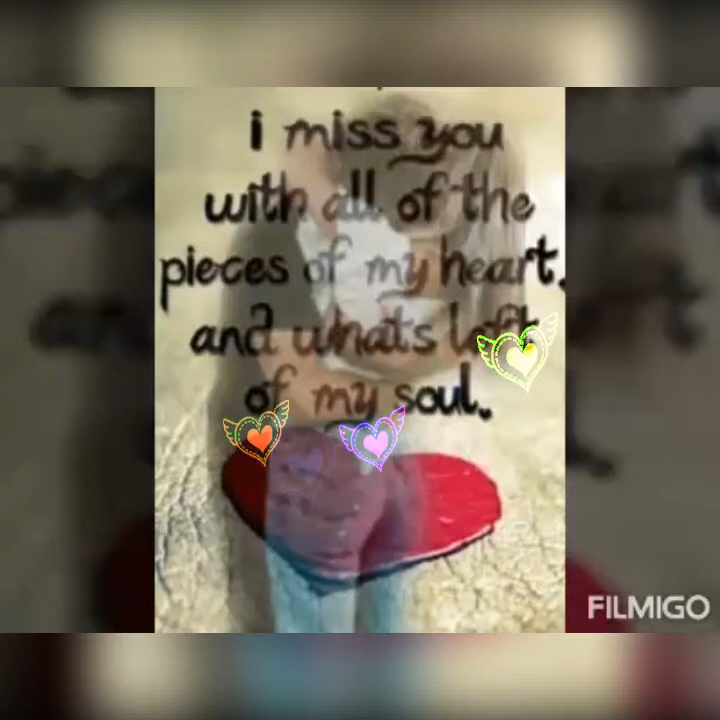 i miss you
with all of the
pieces of my heart.
and whats left
of my soul.
FILMIGO